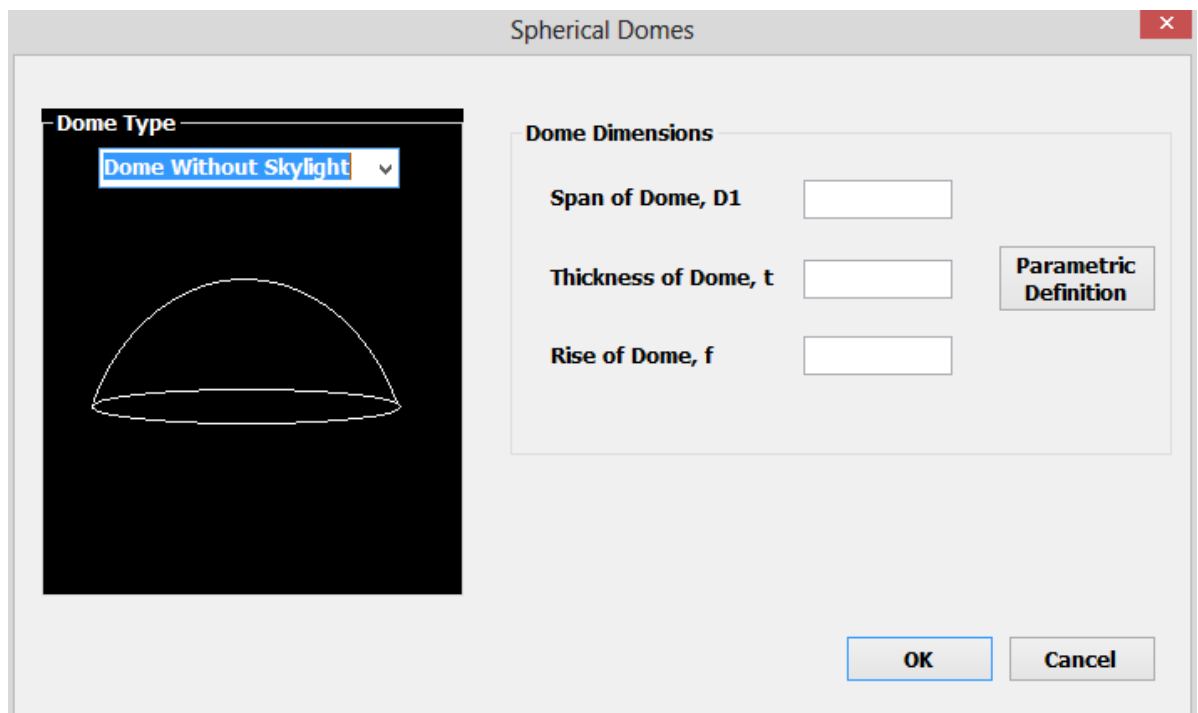 Spherical Domes
Dome Type
Dome Without Skylight
Dome Dimensions
Span of Dome, D1
Thickness of Dome, t
Parametric
Definition
Rise of Dome, f
OK
Cancel